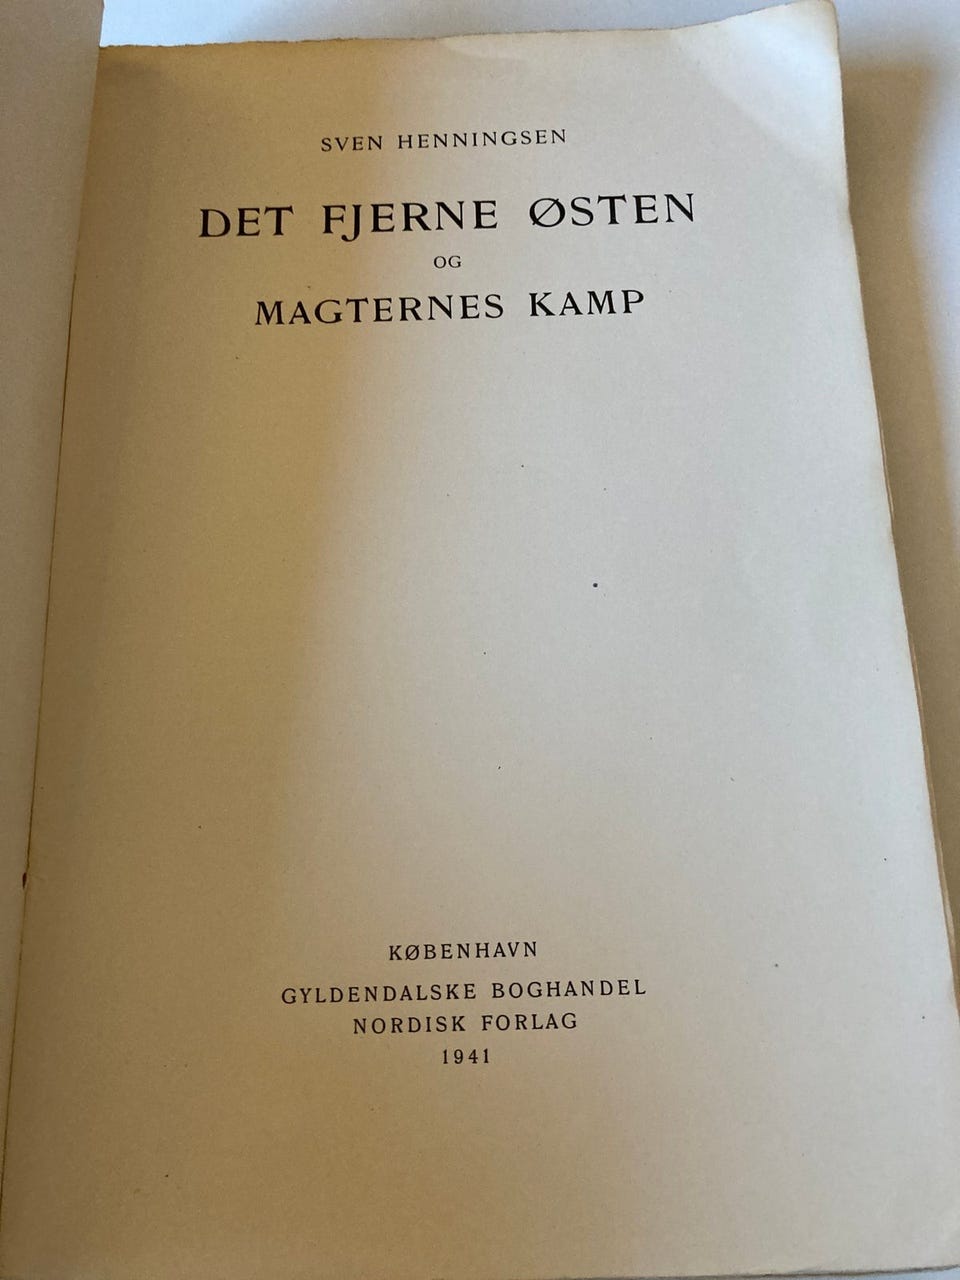 SVEN HENNINGSEN
DET FJERNE ØSTEN
OG
MAGTERNES KAMP
KØBENHAVN
GYLDENDALSKE BOGHANDEL
NORDISK FORLAG
1941